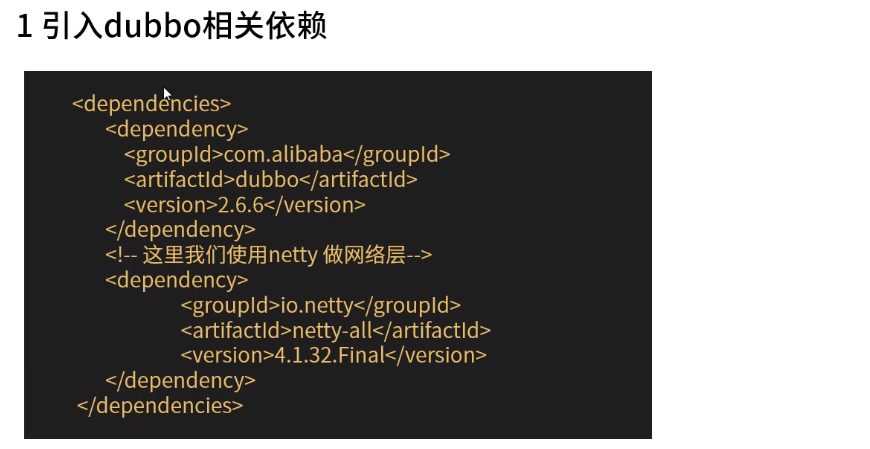 1 引入dubbo相关依赖
<dependencies>
<dependency>
<groupId>com.alibaba</groupId>
<artifactId>dubbo</artifactId>
<version>2.6.6</version>
</dependency>
<!-- 这里我们使用netty 做网络层-->
<dependency>
<groupId>io.netty</groupId>
<artifactId>netty-all</artifactId>
<version>4.1.32.Final</version>
</dependency>
</dependencies>